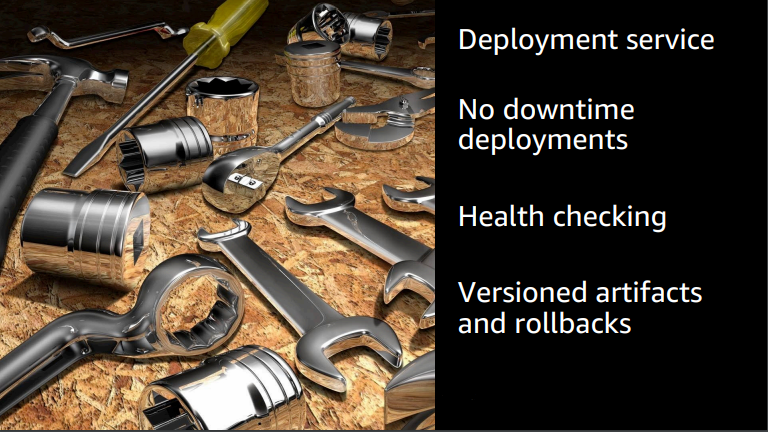 Deployment service
No downtime
deployments
Health checking
Versioned artifacts
and rollbacks